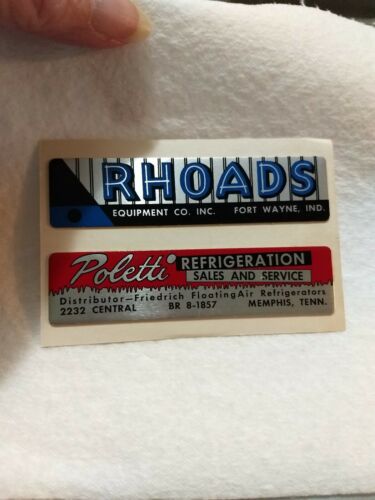 RHOADS
EQUIPMENT CO. INC. FORT WAYNE, IND.
Poletti REFRIGERATION
SALES AND SERVICE
Distributor—Friedrich FloatingAir Refrigerators
2232 CENTRAL BR 8-1857 MEMPHIS, TENN.